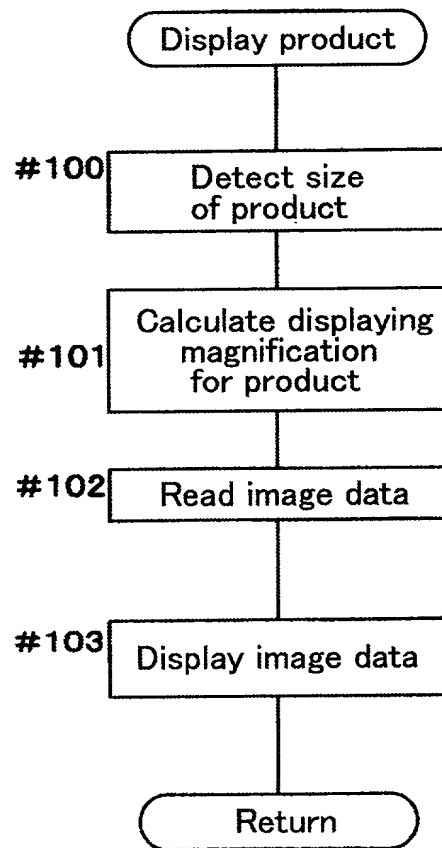 Display product
#100
Detect size
of product
#101
Calculate displaying
magnification
for product
#102
Read image data
#103
Display image data
Return